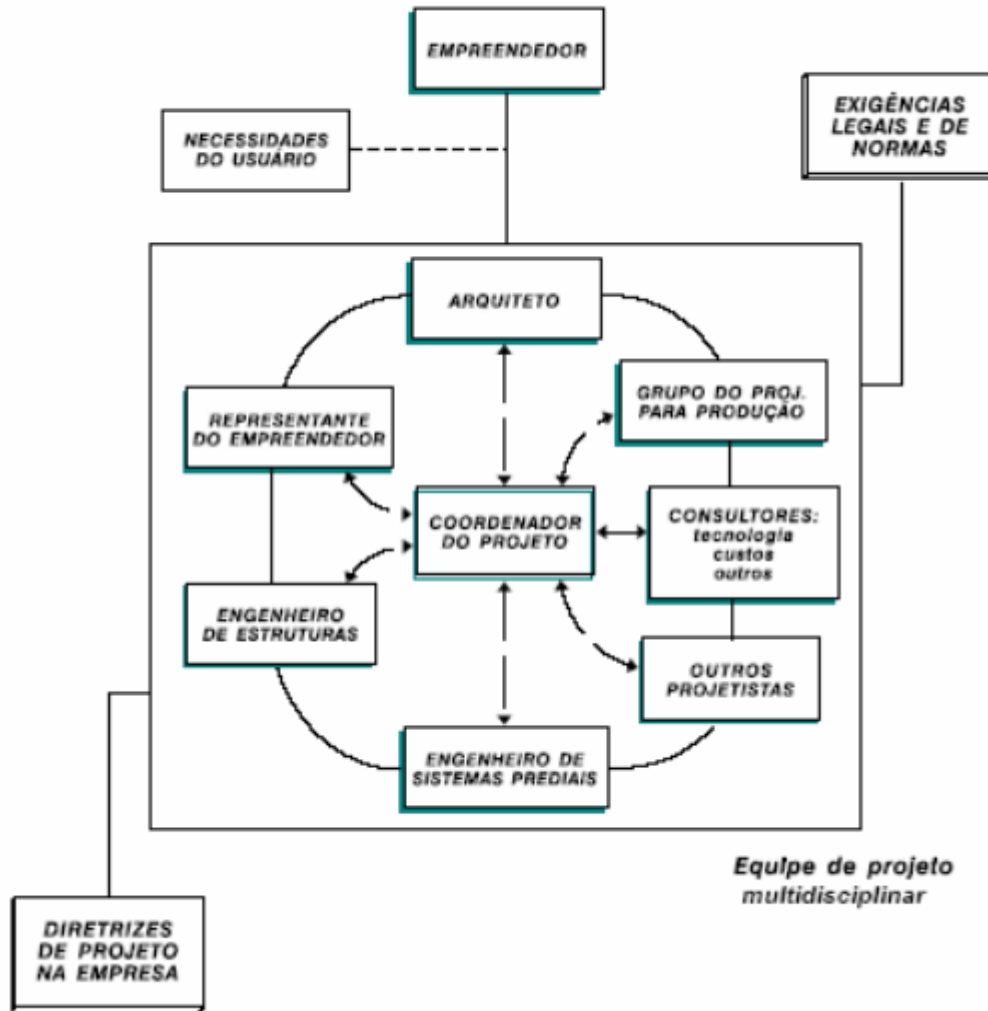 EMPREENDEDOR
NECESSIDADES
DO USUÁRIO
EXIGÊNCIAS
LEGAIS E DE
NORMAS
ARQUITETO
REPRESENTANTE
DO EMPREENDEDOR
GRUPO DO PROJ.
PARA PRODUÇÃO
COORDENADOR
DO PROJETO
CONSULTORES:
tecnologia
custos
outros
ENGENHEIRO
DE ESTRUTURAS
OUTROS
PROJETISTAS
ENGENHEIRO DE
SISTEMAS PREDIAIS
Equipe de projeto
multidisciplinar
DIRETRIZES
DE PROJETO
NA EMPRESA